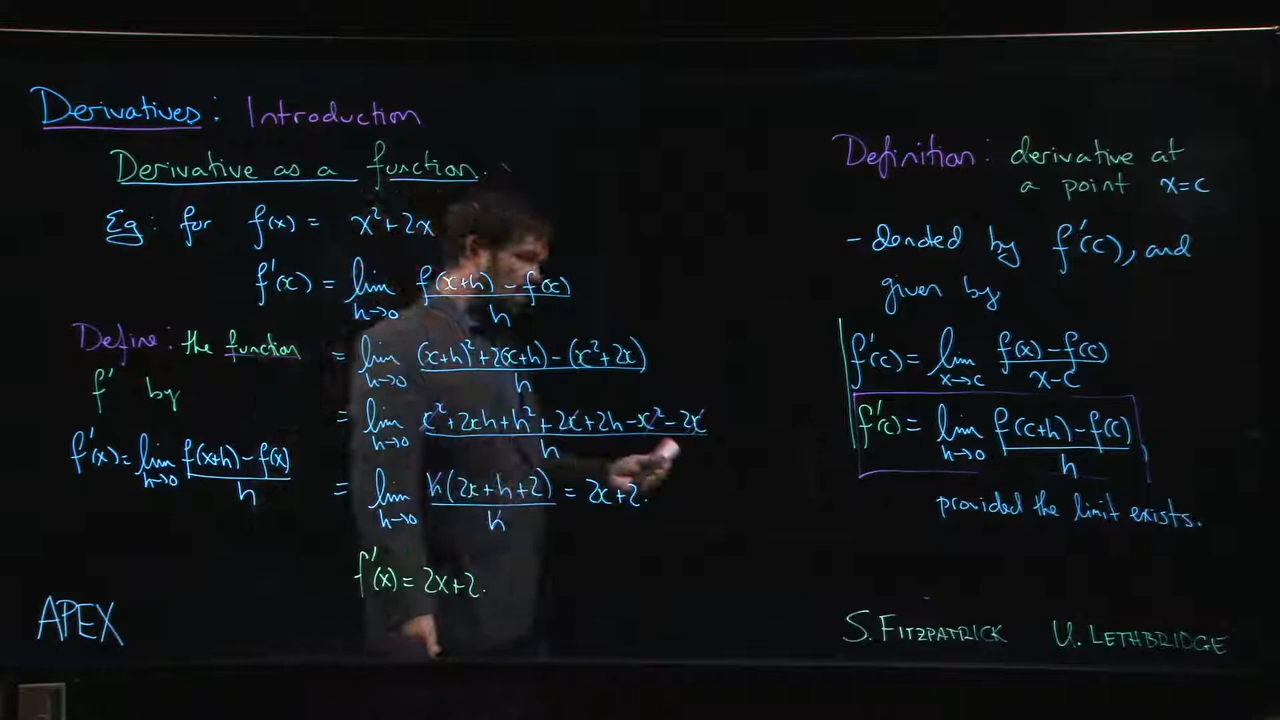 Derivatives: Introduction
Derivative as a function.
Eg: for f(x) = x²+2x
f'(x) = lim h→0 f(x+h) - f(x) / h
Define: the function
f' by
f'(x) = lim h→0 f(x+h) - f(x) / h
= lim h→0 (x+h)²+2(x+h) - (x²+2x) / h
= lim h→0 x²+2xh+h²+2x+2h-x²-2x / h
= lim h→0 h(2x+h+2) / h = 2x+2.
f'(x) = 2x+2.
APEX
Definition: derivative at
a point x=c
- denoted by f'(c), and
given by
f'(c) = lim x→c f(x)-f(c) / x-c
f'(c) = lim h→0 f(c+h)-f(c) / h
provided the limit exists.
S. FITZPATRICK U. LETHBRIDGE